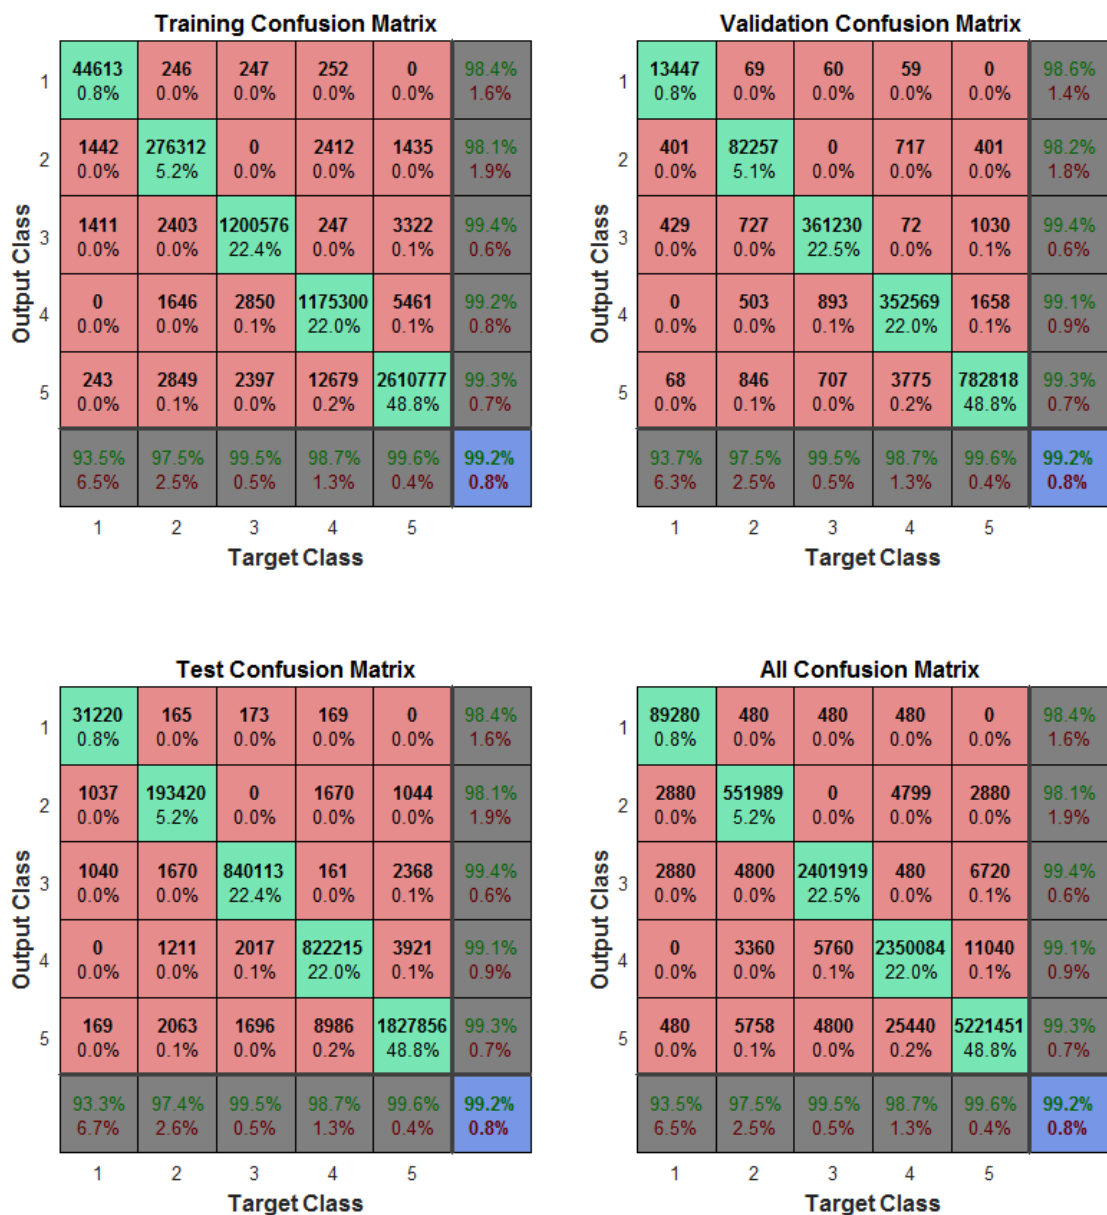 Training Confusion Matrix
1 44613 246 247 252 0 98.4%
0.8% 0.0% 0.0% 0.0% 0.0% 1.6%
2 1442 276312 0 2412 1435 98.1%
0.0% 5.2% 0.0% 0.0% 0.0% 1.9%
3 1411 2403 1200576 247 3322 99.4%
0.0% 0.0% 22.4% 0.0% 0.1% 0.6%
4 0 1646 2850 1175300 5461 99.2%
0.0% 0.0% 0.1% 22.0% 0.1% 0.8%
5 243 2849 2397 12679 2610777 99.3%
0.0% 0.1% 0.0% 0.2% 48.8% 0.7%
93.5% 97.5% 99.5% 98.7% 99.6% 99.2%
6.5% 2.5% 0.5% 1.3% 0.4% 0.8%
1 2 3 4 5
Target Class
Output Class
Validation Confusion Matrix
1 13447 69 60 59 0 98.6%
0.8% 0.0% 0.0% 0.0% 0.0% 1.4%
2 401 82257 0 717 401 98.2%
0.0% 5.1% 0.0% 0.0% 0.0% 1.8%
3 429 727 361230 72 1030 99.4%
0.0% 0.0% 22.5% 0.0% 0.1% 0.6%
4 0 503 893 352569 1658 99.1%
0.0% 0.0% 0.1% 22.0% 0.1% 0.9%
5 68 846 707 3775 782818 99.3%
0.0% 0.1% 0.0% 0.2% 48.8% 0.7%
93.7% 97.5% 99.5% 98.7% 99.6% 99.2%
6.3% 2.5% 0.5% 1.3% 0.4% 0.8%
1 2 3 4 5
Target Class
Output Class
Test Confusion Matrix
1 31220 165 173 169 0 98.4%
0.8% 0.0% 0.0% 0.0% 0.0% 1.6%
2 1037 193420 0 1670 1044 98.1%
0.0% 5.2% 0.0% 0.0% 0.0% 1.9%
3 1040 1670 840113 161 2368 99.4%
0.0% 0.0% 22.4% 0.0% 0.1% 0.6%
4 0 1211 2017 822215 3921 99.1%
0.0% 0.0% 0.1% 22.0% 0.1% 0.9%
5 169 2063 1696 8986 1827856 99.3%
0.0% 0.1% 0.0% 0.2% 48.8% 0.7%
93.3% 97.4% 99.5% 98.7% 99.6% 99.2%
6.7% 2.6% 0.5% 1.3% 0.4% 0.8%
1 2 3 4 5
Target Class
Output Class
All Confusion Matrix
1 89280 480 480 480 0 98.4%
0.8% 0.0% 0.0% 0.0% 0.0% 1.6%
2 2880 551989 0 4799 2880 98.1%
0.0% 5.2% 0.0% 0.0% 0.0% 1.9%
3 2880 4800 2401919 480 6720 99.4%
0.0% 0.0% 22.5% 0.0% 0.1% 0.6%
4 0 3360 5760 2350084 11040 99.1%
0.0% 0.0% 0.1% 22.0% 0.1% 0.9%
5 480 5758 4800 25440 5221451 99.3%
0.0% 0.1% 0.0% 0.2% 48.8% 0.7%
93.5% 97.5% 99.5% 98.7% 99.6% 99.2%
6.5% 2.5% 0.5% 1.3% 0.4% 0.8%
1 2 3 4 5
Target Class
Output Class